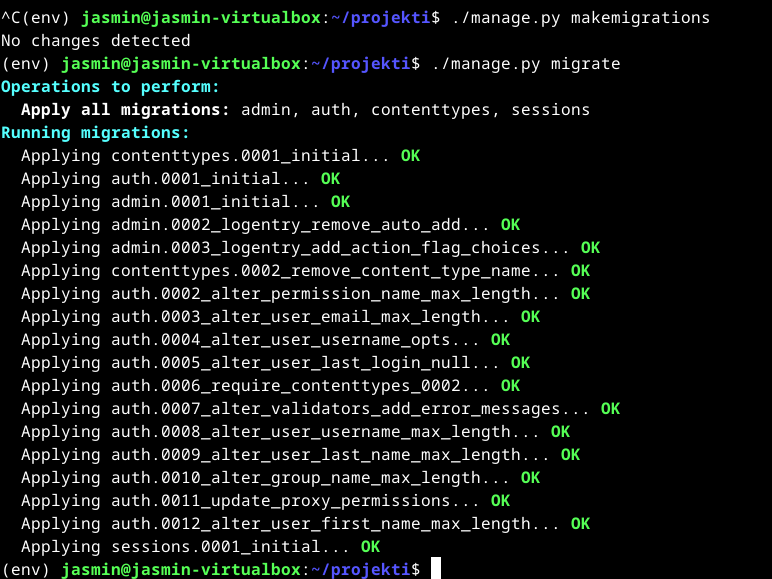 ^C(env) jasmin@jasmin-virtualbox:~/projekti$ ./manage.py makemigrations
No changes detected
(env) jasmin@jasmin-virtualbox:~/projekti$ ./manage.py migrate
Operations to perform:
  Apply all migrations: admin, auth, contenttypes, sessions
Running migrations:
  Applying contenttypes.0001_initial... OK
  Applying auth.0001_initial... OK
  Applying admin.0001_initial... OK
  Applying admin.0002_logentry_remove_auto_add... OK
  Applying admin.0003_logentry_add_action_flag_choices... OK
  Applying contenttypes.0002_remove_content_type_name... OK
  Applying auth.0002_alter_permission_name_max_length... OK
  Applying auth.0003_alter_user_email_max_length... OK
  Applying auth.0004_alter_user_username_opts... OK
  Applying auth.0005_alter_user_last_login_null... OK
  Applying auth.0006_require_contenttypes_0002... OK
  Applying auth.0007_alter_validators_add_error_messages... OK
  Applying auth.0008_alter_user_username_max_length... OK
  Applying auth.0009_alter_user_last_name_max_length... OK
  Applying auth.0010_alter_group_name_max_length... OK
  Applying auth.0011_update_proxy_permissions... OK
  Applying auth.0012_alter_user_first_name_max_length... OK
  Applying sessions.0001_initial... OK
(env) jasmin@jasmin-virtualbox:~/projekti$